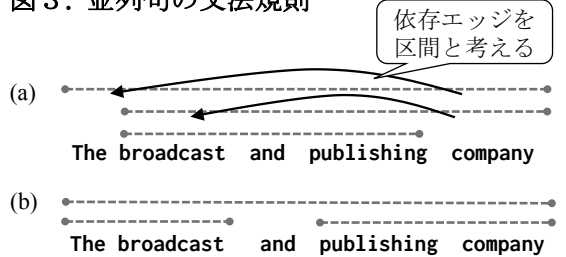 図3: 並列句の文法規則
依存エッジを
区間と考える
(a)
The broadcast and publishing company
(b)
The broadcast and publishing company